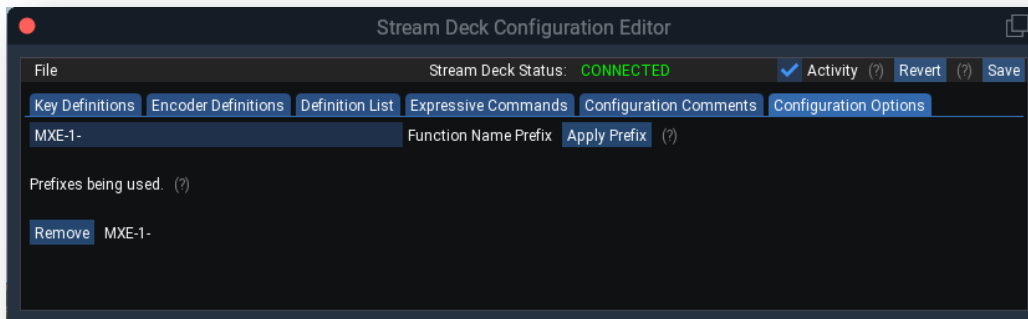 Stream Deck Configuration Editor
File Stream Deck Status: CONNECTED Activity (?) Revert (?) Save
Key Definitions Encoder Definitions Definition List Expressive Commands Configuration Comments Configuration Options
MXE-1- Function Name Prefix Apply Prefix (?)
Prefixes being used. (?)
Remove MXE-1-